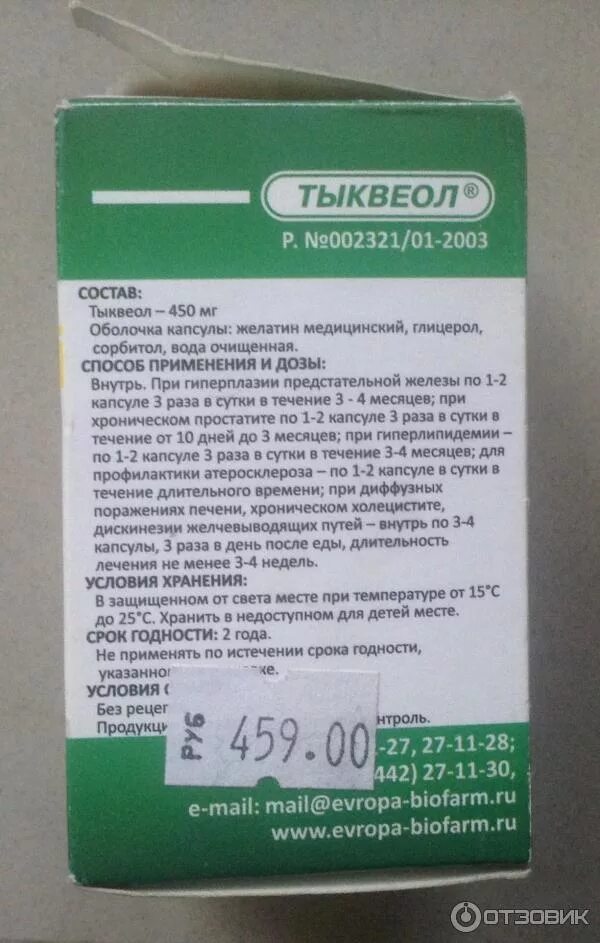 ТЫКВЕОЛ®
Р. №002321/01-2003
СОСТАВ:
Тыквеол – 450 мг
Оболочка капсулы: желатин медицинский, глицерол,
сорбитол, вода очищенная.
СПОСОБ ПРИМЕНЕНИЯ И ДОЗЫ:
Внутрь. При гиперплазии предстательной железы по 1-2
капсуле 3 раза в сутки в течение 3 - 4 месяцев; при
хроническом простатите по 1-2 капсуле 3 раза в сутки в
течение от 10 дней до 3 месяцев; при гиперлипидемии –
по 1-2 капсуле 3 раза в сутки в течение 3-4 месяцев; для
профилактики атеросклероза – по 1-2 капсуле в сутки в
течение длительного времени; при диффузных
поражениях печени, хроническом холецистите,
дискинезии желчевыводящих путей – внутрь по 3-4
капсулы, 3 раза в день после еды, длительность
лечения не менее 3-4 недель.
УСЛОВИЯ ХРАНЕНИЯ:
В защищенном от света месте при температуре от 15°С
до 25°С. Хранить в недоступном для детей месте.
СРОК ГОДНОСТИ: 2 года.
Не применять по истечении срока годности,
УСЛОВИЯ
Без
РУБ 459.00
-27, 27-11-28;
442) 27-11-30,
e-mail: mail@evropa-biofarm.ru
www.evropa-biofarm.ru
ОТЗОВИК